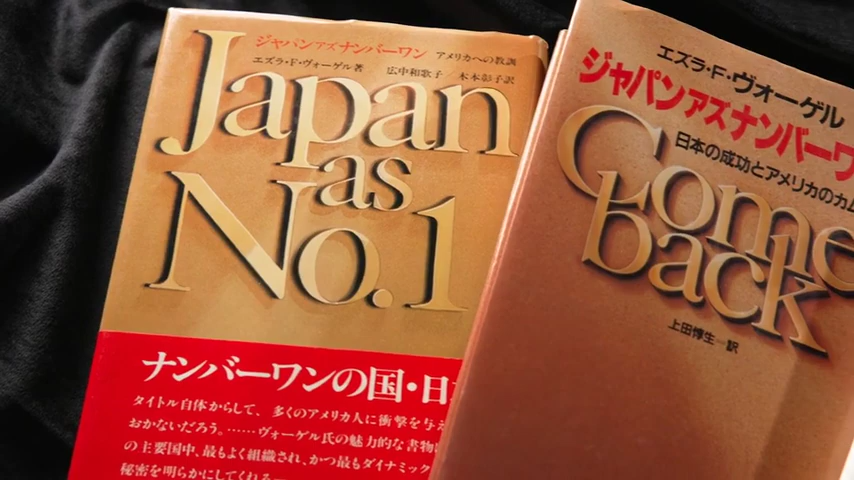 ジャパンアズナンバーワン アメリカへの教訓
エズラ・F・ヴォーゲル著 広中和歌子/木本彰子訳
Japan
as
No.1
ナンバーワンの国・日
タイトル自体からして、多くのアメリカ人に衝撃を与え
おかないだろう。……ヴォーゲル氏の魅力的な書物
の主要国中、最もよく組織され、かつ最もダイナミック
秘密を明らかにしてくれる
エズラ・F・ヴォーゲル
ジャパンアズナンバーワ
日本の成功とアメリカのカム
Come
back
上田惇生=訳